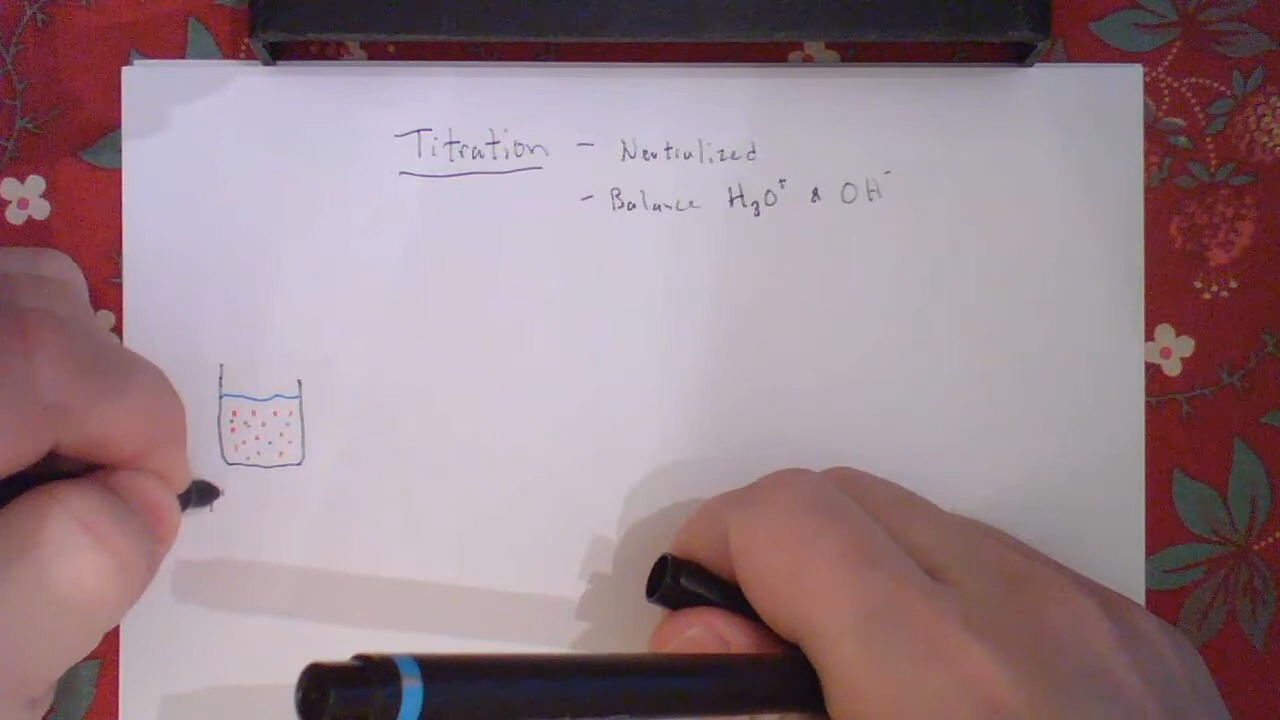 Titration - Neutralized
- Balance H₃O⁺ & OH⁻